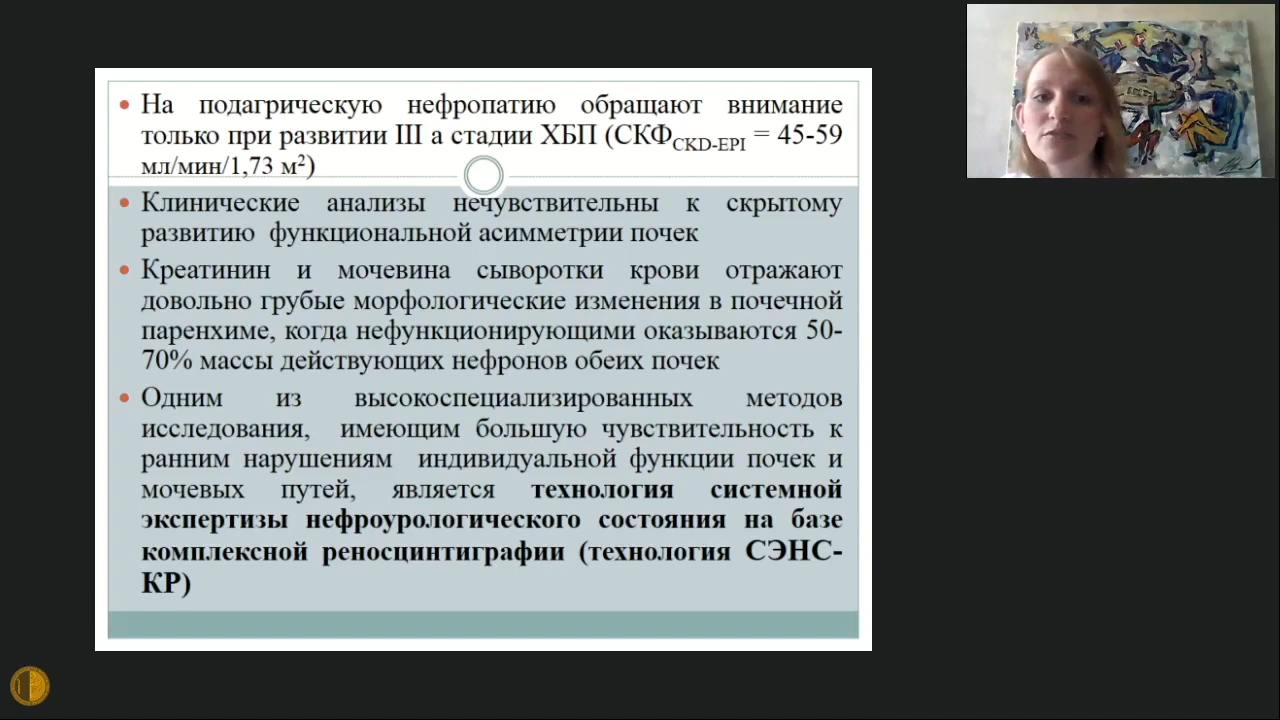 На подагрическую нефропатию обращают внимание
только при развитии III а стадии ХБП (СКФCKD-EPI = 45-59
мл/мин/1,73 м²)
Клинические анализы нечувствительны к скрытому
развитию функциональной асимметрии почек
Креатинин и мочевина сыворотки крови отражают
довольно грубые морфологические изменения в почечной
паренхиме, когда нефункционирующими оказываются 50-
70% массы действующих нефронов обеих почек
Одним из высокоспециализированных методов
исследования, имеющим большую чувствительность к
ранним нарушениям индивидуальной функции почек и
мочевых путей, является технология системной
экспертизы нефроурологического состояния на базе
комплексной реносцинтиграфии (технология СЭНС-
КР)